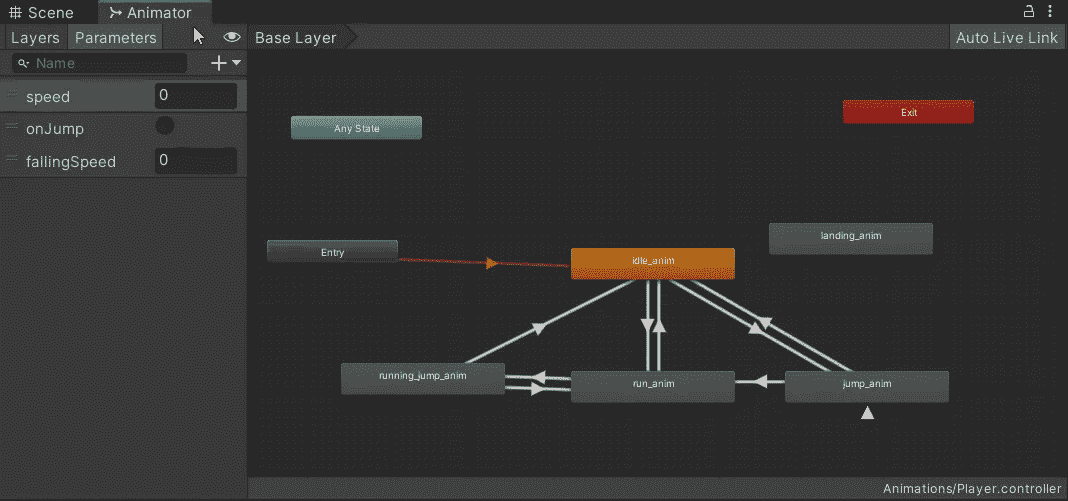 Scene
Animator
Layers
Parameters
Base Layer
Auto Live Link
Name
speed
0
onJump
fallingSpeed
0
Any State
Exit
Entry
idle_anim
landing_anim
running_jump_anim
run_anim
jump_anim
Animations/Player.controller